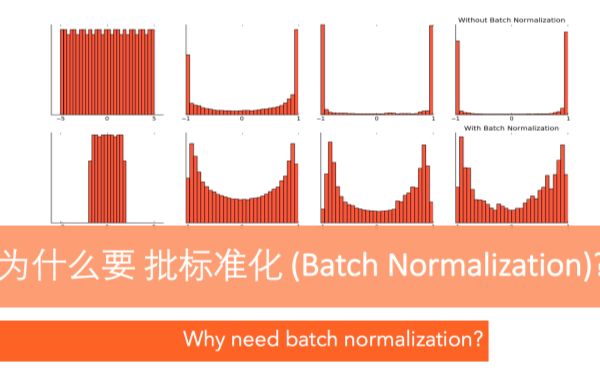 Without Batch Normalization
-5 0 5
-1 0 1
-1 0 1
-1 0 1
With Batch Normalization
为什么要 批标准化 (Batch Normalization)?
Why need batch normalization?